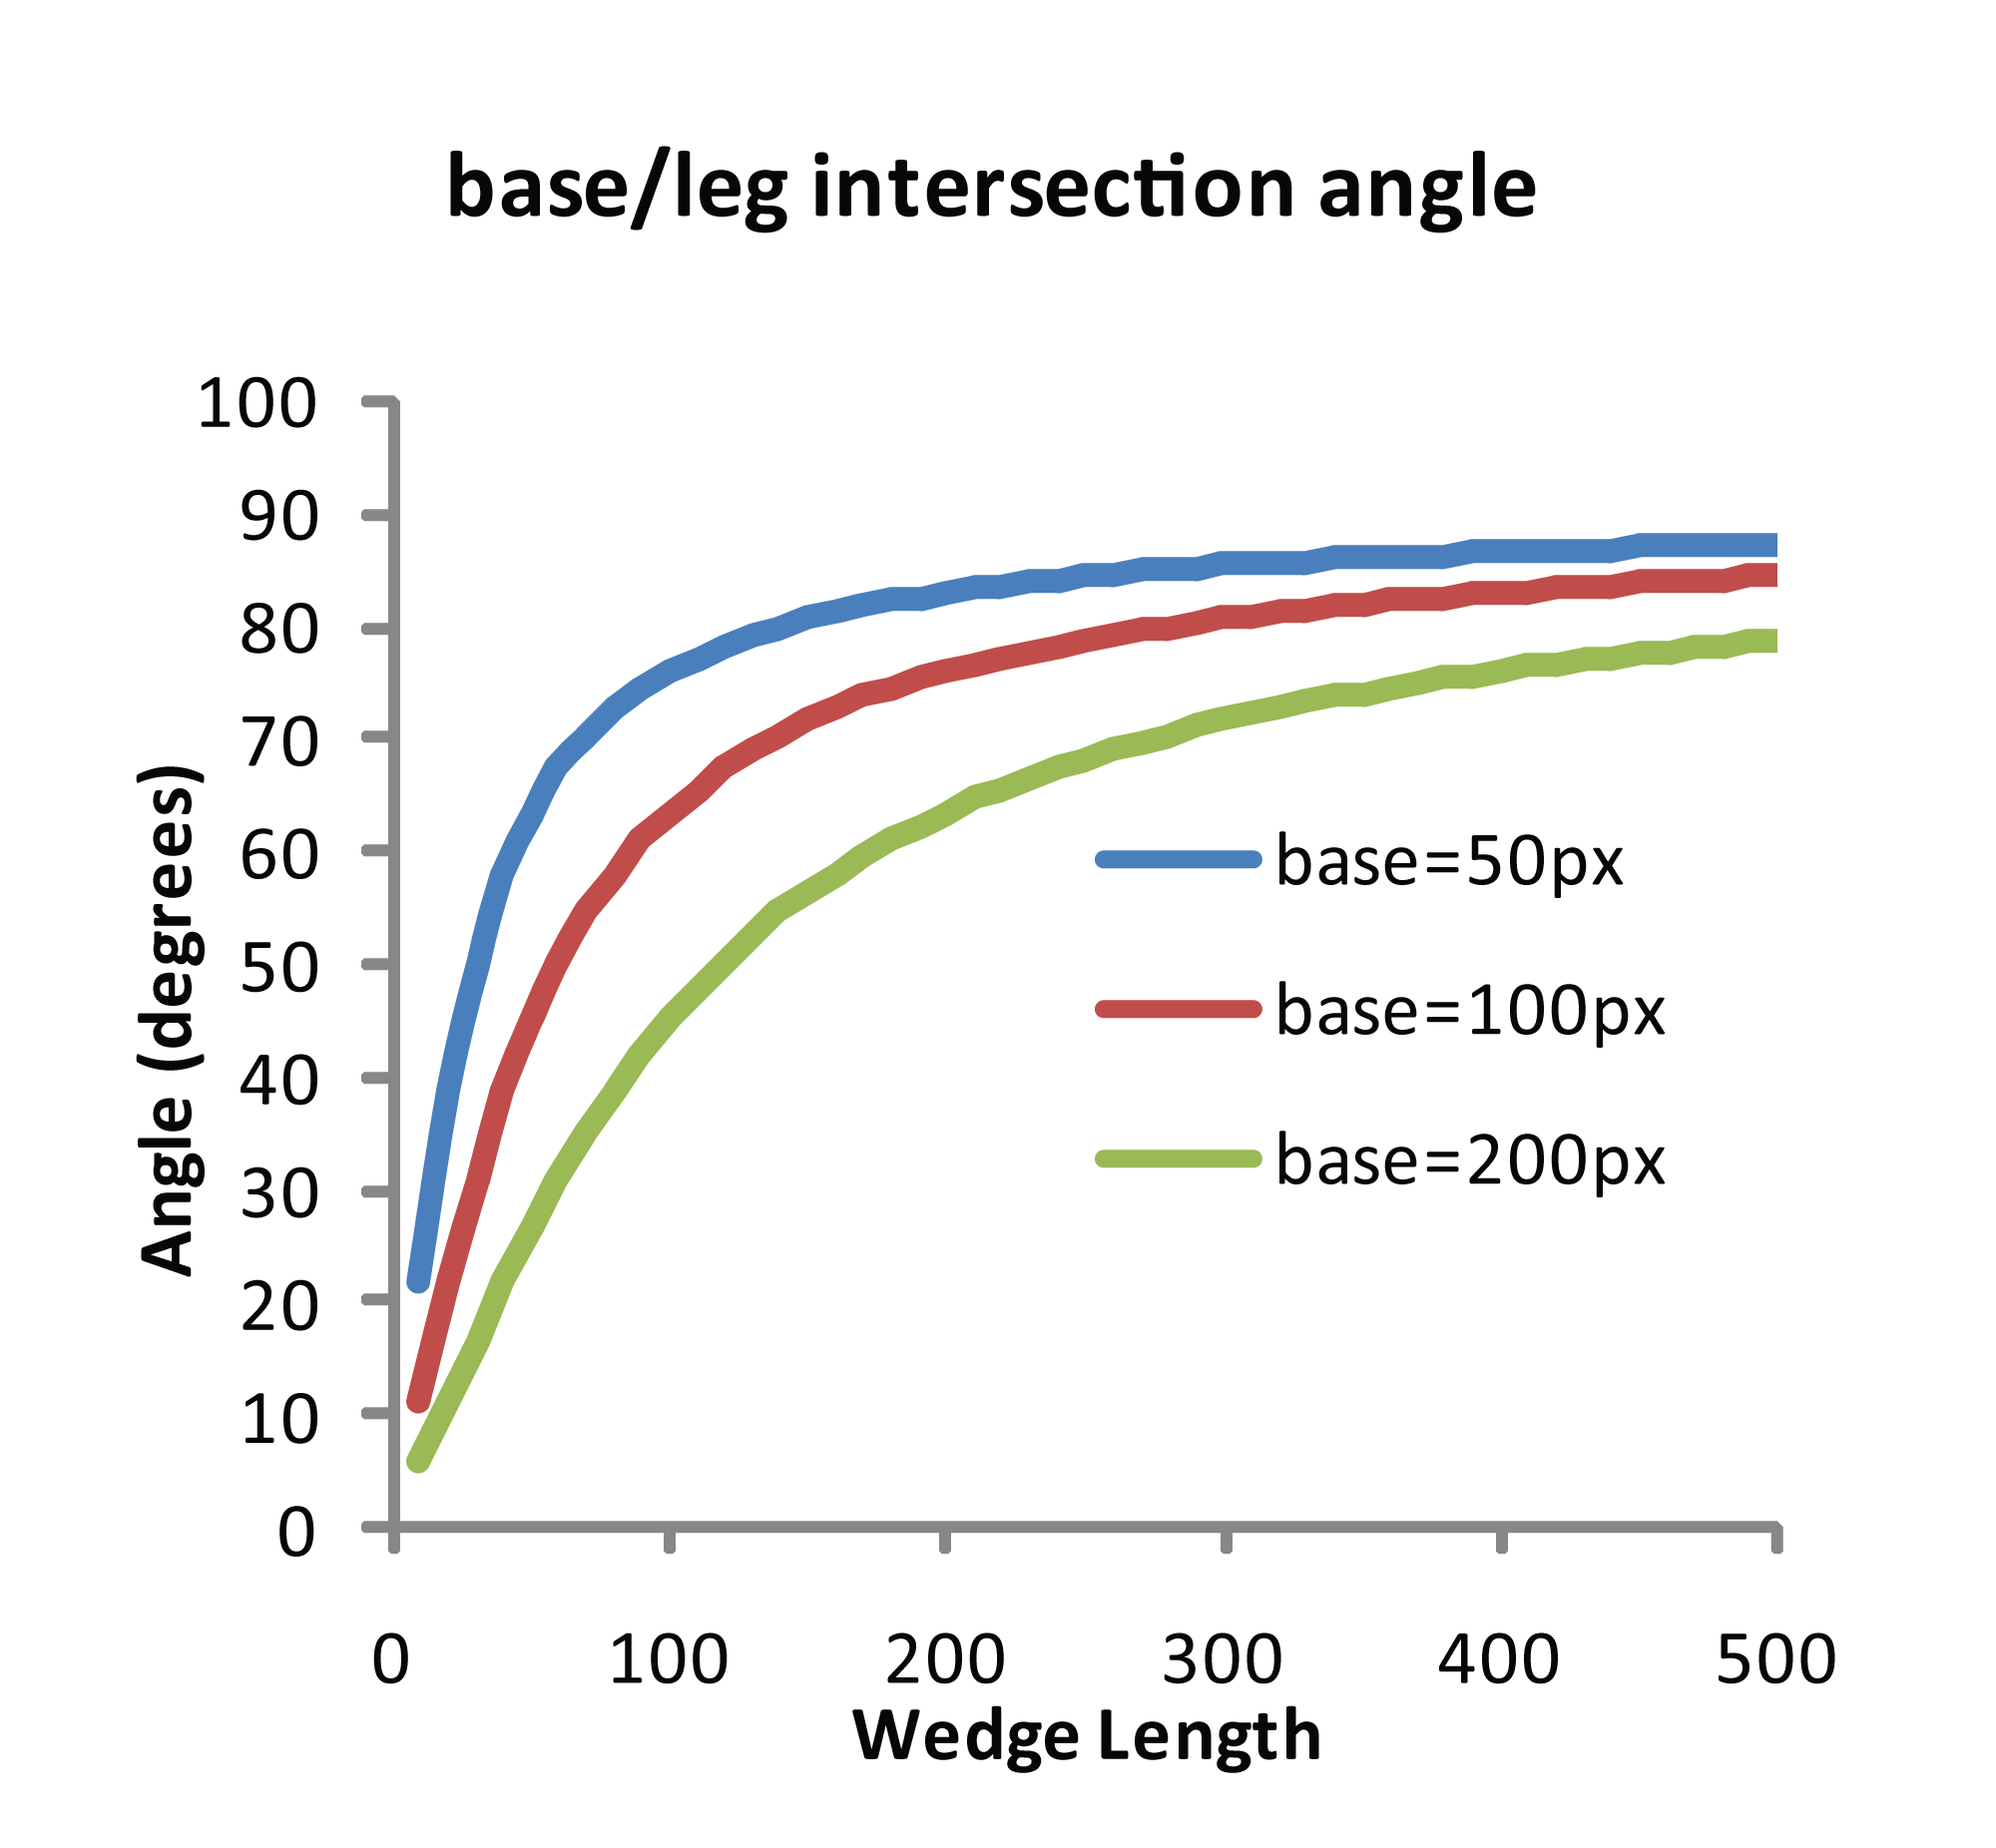 base/leg intersection angle
100
90
80
70
60
50
40
30
20
10
0
Angle (degrees)
base=50px
base=100px
base=200px
0 100 200 300 400 500
Wedge Length